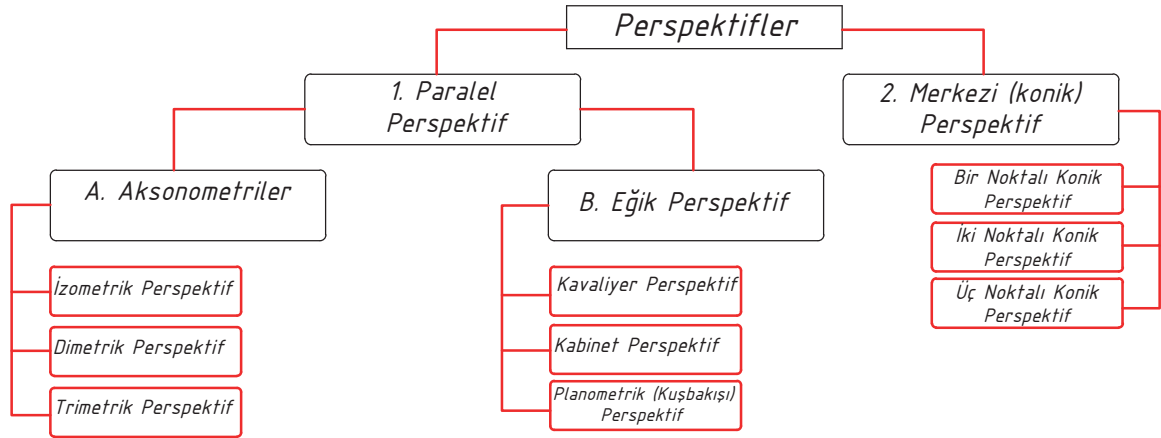 Perspektifler
1. Paralel
Perspektif
2. Merkezi (konik)
Perspektif
A. Aksonometriler
İzometrik Perspektif
Dimetrik Perspektif
Trimetrik Perspektif
B. Eğik Perspektif
Kavaliyer Perspektif
Kabinet Perspektif
Planometrik (Kuşbakışı)
Perspektif
Bir Noktalı Konik
Perspektif
İki Noktalı Konik
Perspektif
Üç Noktalı Konik
Perspektif